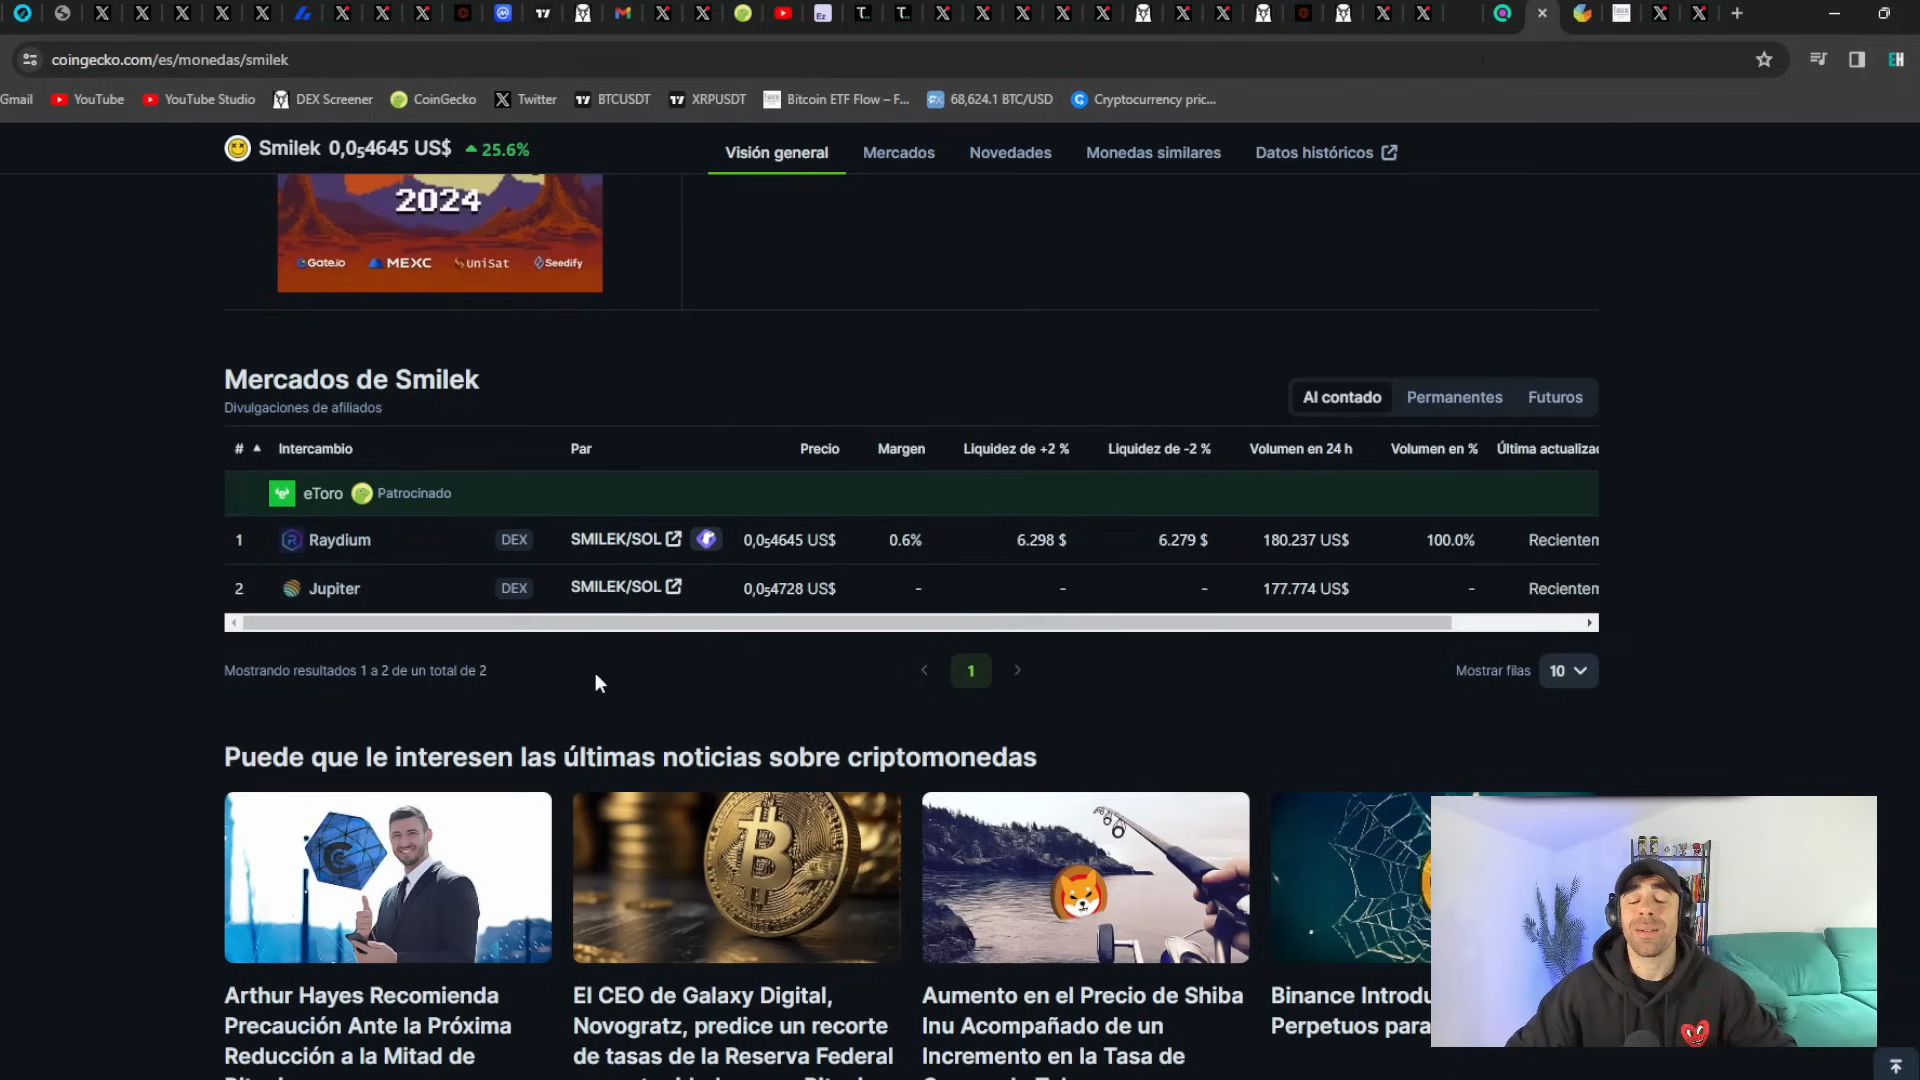 coingecko.com/es/monedas/smilek
EH
Gmail YouTube YouTube Studio DEX Screener CoinGecko Twitter BTCUSDT XRPUSDT Bitcoin ETF Flow – F... 68,624.1 BTC/USD Cryptocurrency pric...
Smilek 0,0₅4645 US$ 25.6% Visión general Mercados Novedades Monedas similares Datos históricos
2024
Gate.io MEXC UniSat Seedify
Mercados de Smilek
Divulgaciones de afiliados
Al contado Permanentes Futuros
# Intercambio Par Precio Margen Liquidez de +2 % Liquidez de -2 % Volumen en 24 h Volumen en % Última actualizac
eToro Patrocinado
1 Raydium DEX SMILEK/SOL 0,0₅4645 US$ 0.6% 6.298 $ 6.279 $ 180.237 US$ 100.0% Recientem
2 Jupiter DEX SMILEK/SOL 0,0₅4728 US$ - - - 177.774 US$ - Recientem
Mostrando resultados 1 a 2 de un total de 2 1 Mostrar filas 10
Puede que le interesen las últimas noticias sobre criptomonedas
Arthur Hayes Recomienda
Precaución Ante la Próxima
Reducción a la Mitad de
El CEO de Galaxy Digital,
Novogratz, predice un recorte
de tasas de la Reserva Federal
Aumento en el Precio de Shiba
Inu Acompañado de un
Incremento en la Tasa de
Binance Introdu
Perpetuos para